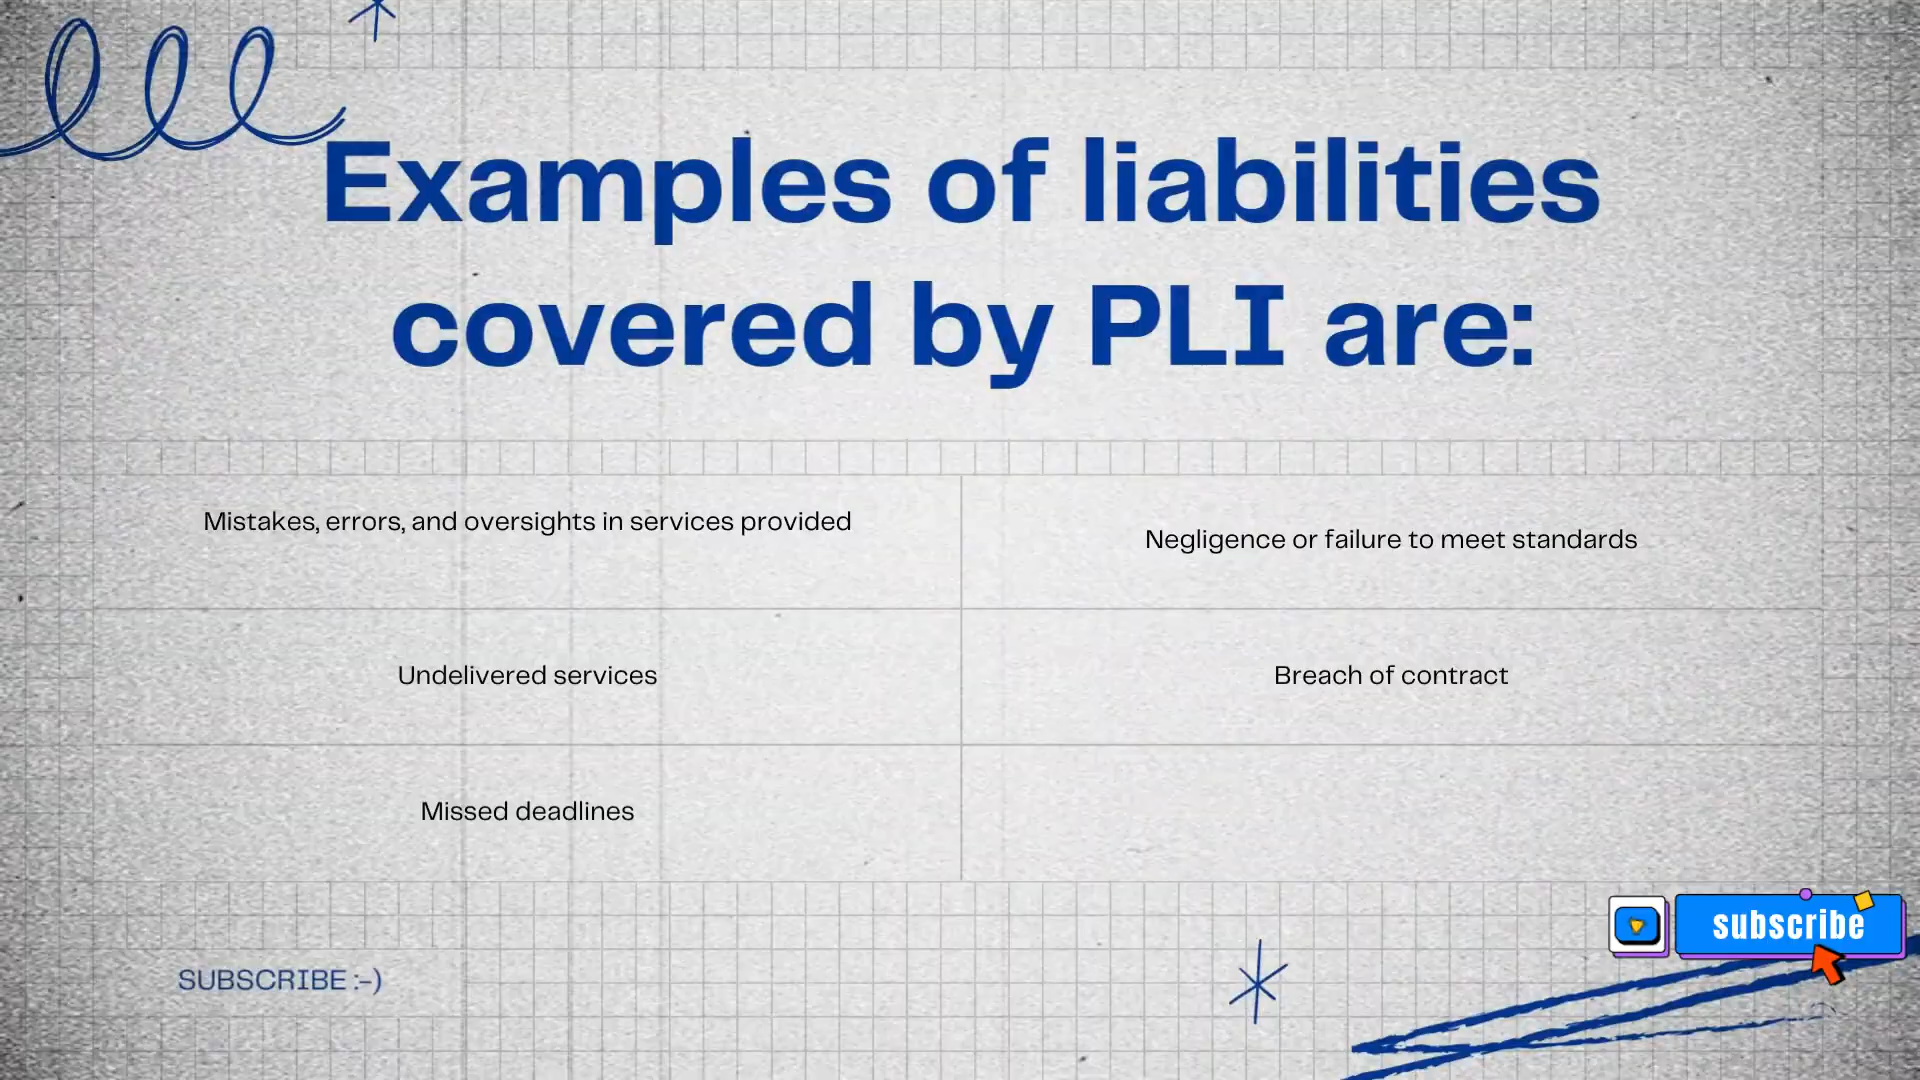 Examples of liabilities
covered by PLI are:
Mistakes, errors, and oversights in services provided
Negligence or failure to meet standards
Undelivered services
Breach of contract
Missed deadlines
subscribe
SUBSCRIBE :-)